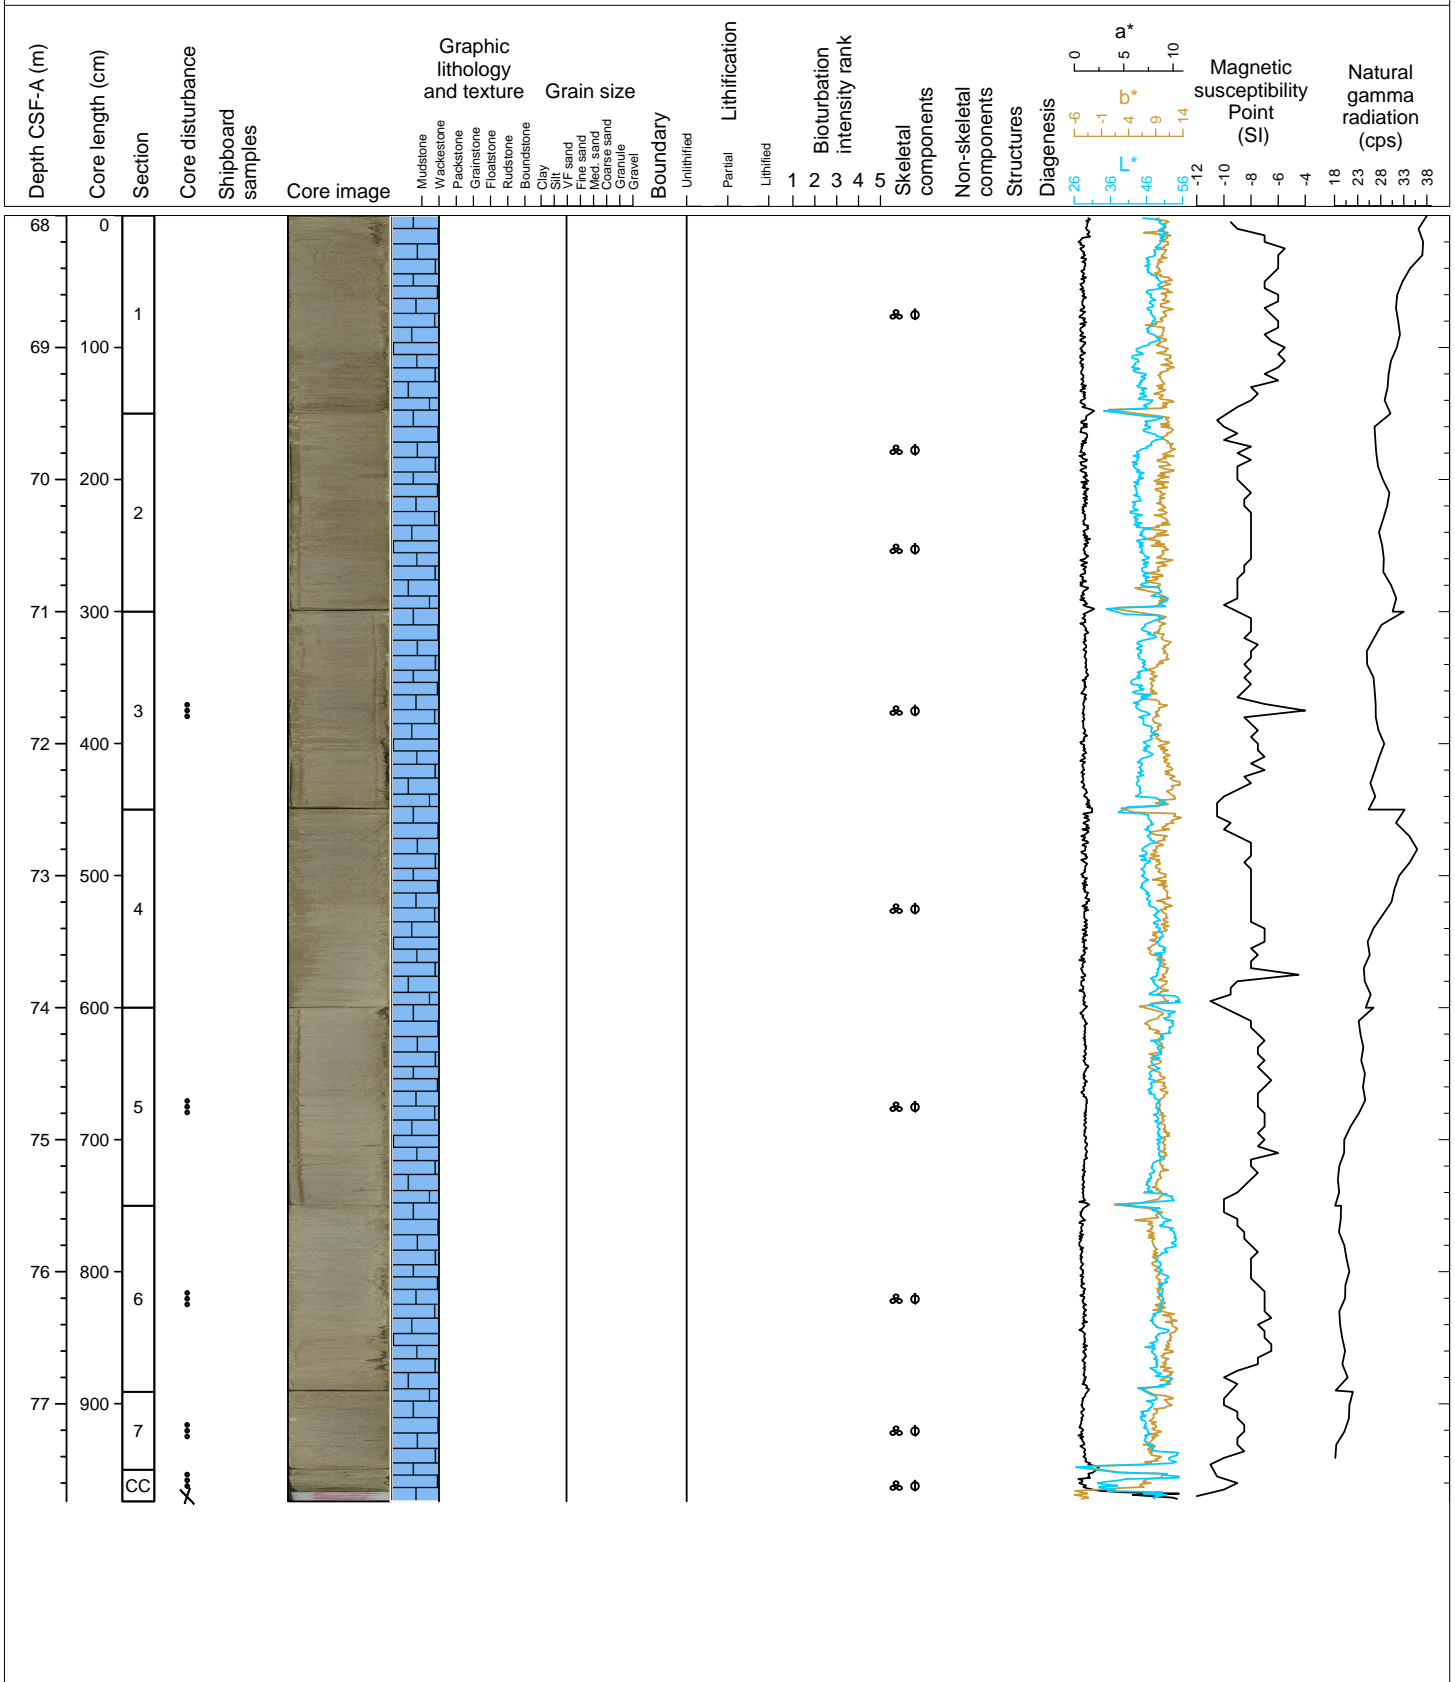 Depth CSF-A (m)
Core length (cm)
Section
Core disturbance
Shipboard
samples
Core image
Graphic
lithology
and texture
Mudstone
Wackestone
Packstone
Grainstone
Floatstone
Rudstone
Boundstone
Grain size
Clay
Silt
VF sand
Fine sand
Med. sand
Coarse sand
Granule
Gravel
Boundary
Lithification
Unlithified
Partial
Lithified
Bioturbation
intensity rank
1 2 3 4 5
Skeletal
components
Non-skeletal
components
Structures
Diagenesis
a*
0 5 10
b*
-6 -1 4 9 14
L*
26 36 46 56
Magnetic
susceptibility
Point
(SI)
-12 -10 -8 -6 -4
Natural
gamma
radiation
(cps)
18 23 28 33 38
68 0
1
69 100
70 200
2
71 300
3
72 400
73 500
4
74 600
5
75 700
76 800
6
77 900
7
CC